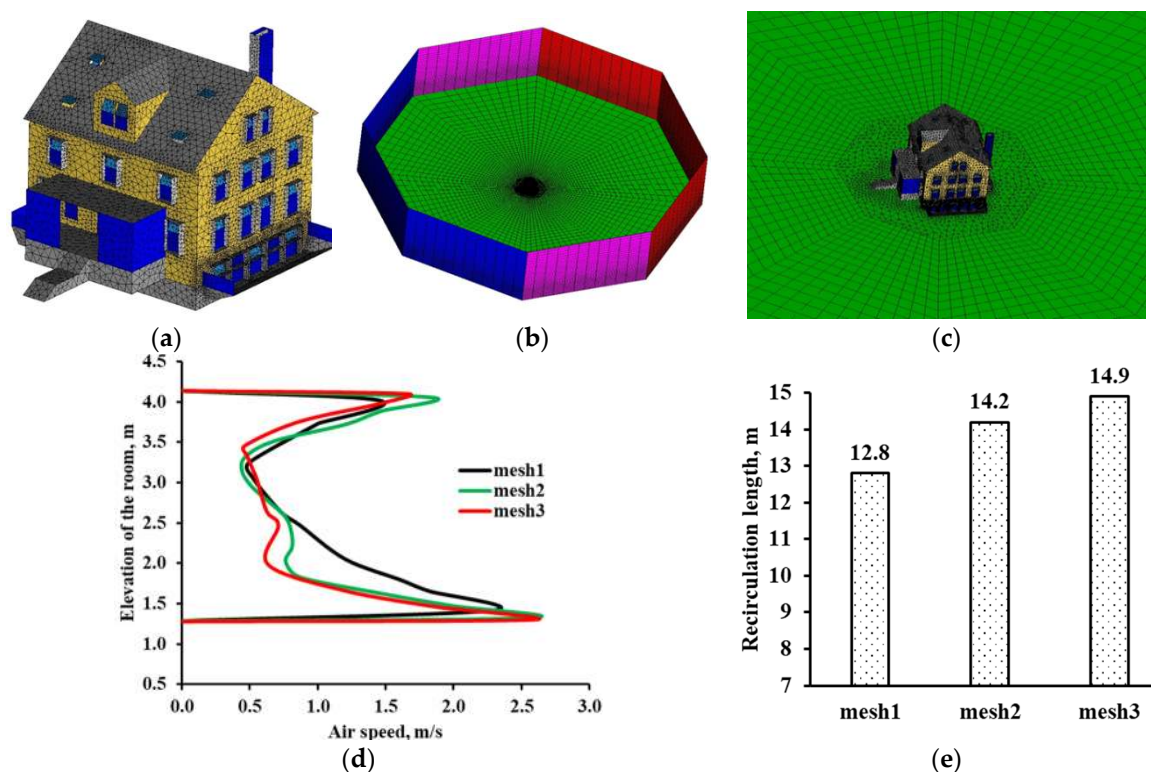 (a)
(b)
(c)
4.5
4.0
3.5
3.0
2.5
2.0
1.5
1.0
0.5
Elevation of the room, m
mesh1
mesh2
mesh3
0.0 0.5 1.0 1.5 2.0 2.5 3.0
Air speed, m/s
(d)
15
14
13
12
11
10
9
8
7
Recirculation length, m
12.8
14.2
14.9
mesh1 mesh2 mesh3
(e)